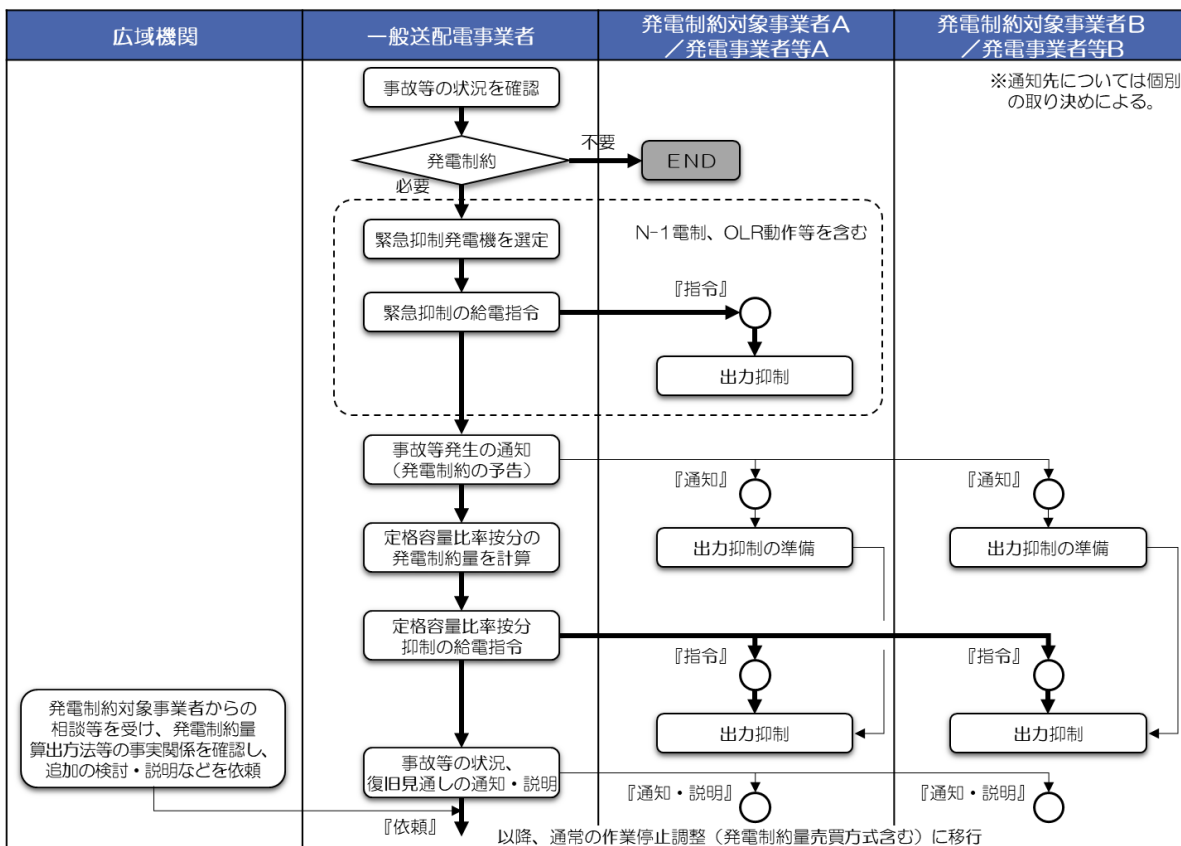 広域機関
一般送配電事業者
発電制約対象事業者A
／発電事業者等A
発電制約対象事業者B
／発電事業者等B
※通知先については個別
の取り決めによる。
事故等の状況を確認
発電制約
不要
END
必要
N-1電制、OLR動作等を含む
緊急抑制発電機を選定
緊急抑制の給電指令
『指令』
出力抑制
事故等発生の通知
（発電制約の予告）
『通知』
『通知』
定格容量比率按分の
発電制約量を計算
出力抑制の準備
出力抑制の準備
定格容量比率按分
抑制の給電指令
『指令』
『指令』
出力抑制
出力抑制
発電制約対象事業者からの
相談等を受け、発電制約量
算出方法等の事実関係を確認し、
追加の検討・説明などを依頼
事故等の状況、
復旧見通しの通知・説明
『通知・説明』
『通知・説明』
『依頼』
以降、通常の作業停止調整（発電制約量売買方式含む）に移行